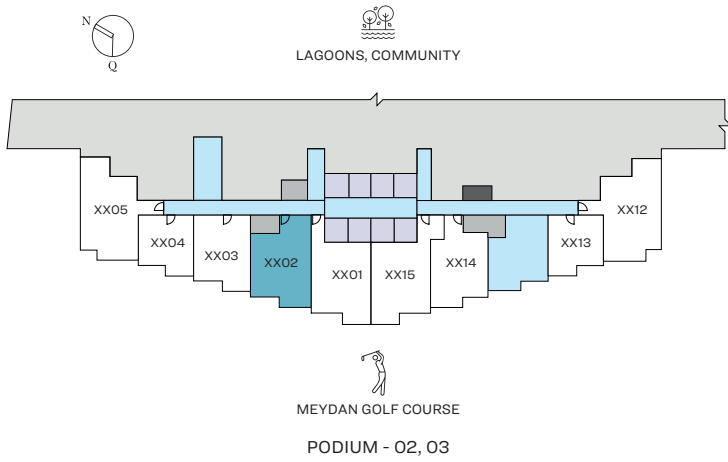 N
Q
LAGOONS, COMMUNITY
XX05
XX04
XX03
XX02
XX01
XX15
XX14
XX13
XX12
MEYDAN GOLF COURSE
PODIUM - 02, 03